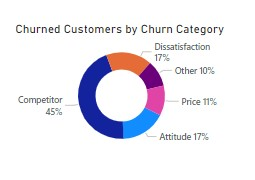 Churned Customers by Churn Category
Dissatisfaction
17%
Other 10%
Price 11%
Attitude 17%
Competitor
45%